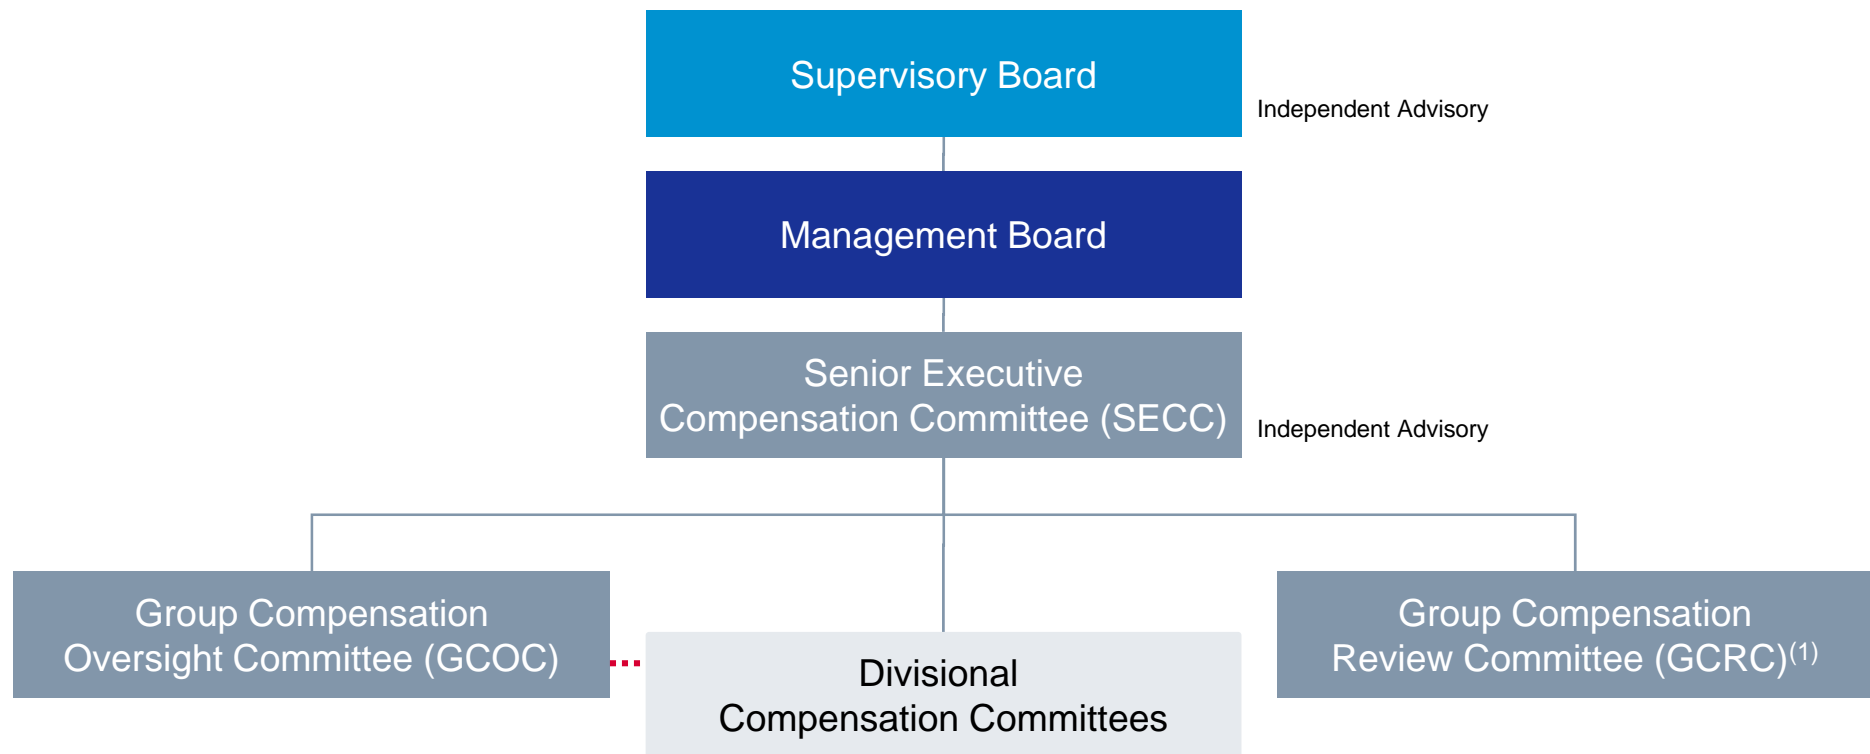 Supervisory Board
Independent Advisory
Management Board
Senior Executive
Compensation Committee (SECC)
Independent Advisory
Group Compensation
Oversight Committee (GCOC)
Divisional
Compensation Committees
Group Compensation
Review Committee (GCRC)(1)